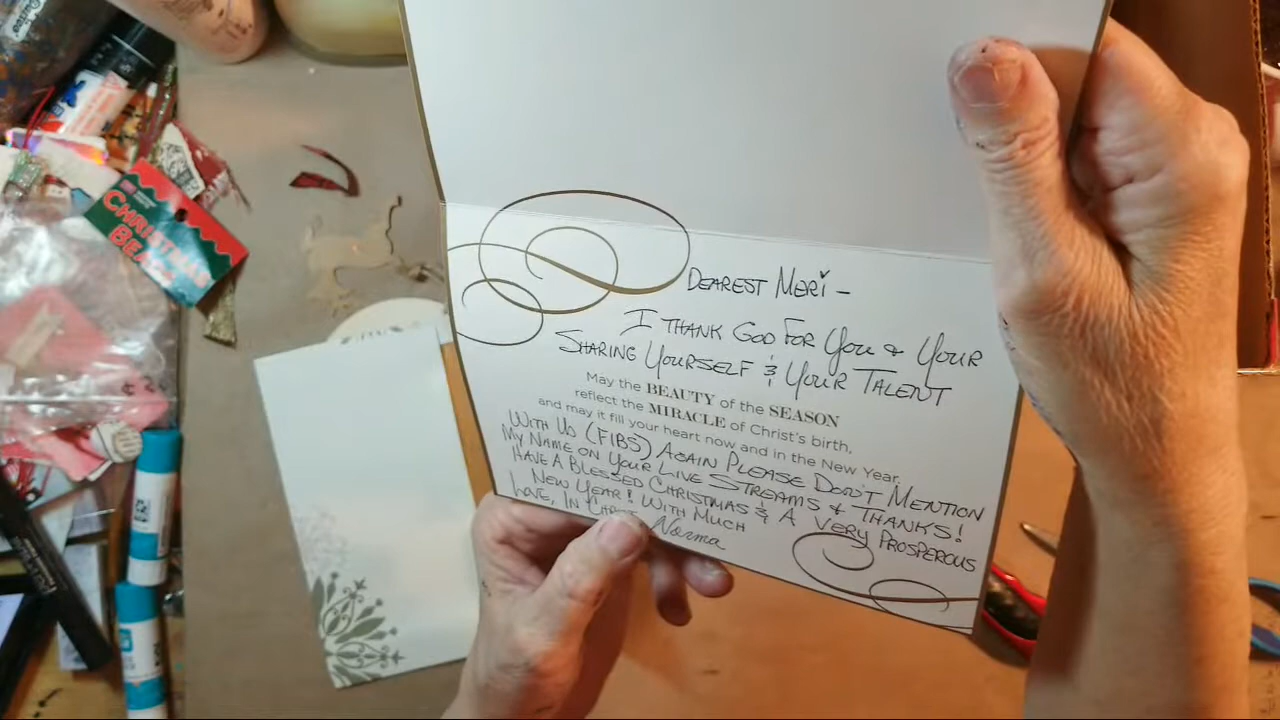 CHRISTMAS
BEA
DEAREST MERI –
I THANK GOD FOR YOU & YOUR
SHARING YOURSELF & YOUR TALENT
May the BEAUTY of the SEASON
reflect the MIRACLE of Christ's birth,
and may it fill your heart now and in the New Year.
WITH US (FIBS) AGAIN PLEASE DON'T MENTION
MY NAME ON YOUR LIVE STREAMS & THANKS!
HAVE A BLESSED CHRISTMAS & A VERY PROSPEROUS
NEW YEAR! WITH MUCH
LOVE, IN Norma